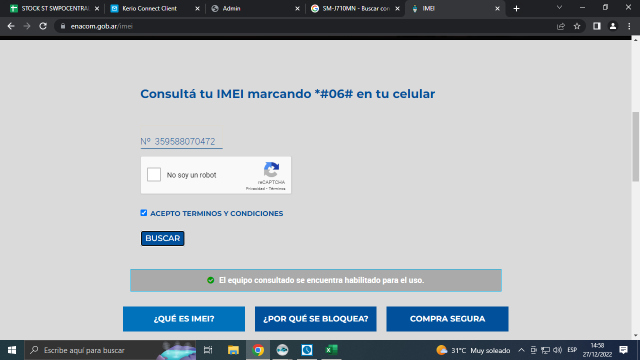 STOCK ST SWPOCENTRA
Kerio Connect Client
Admin
SM-J710MN - Buscar con
IMEI
enacom.gob.ar/imei
Consultá tu IMEI marcando *#06# en tu celular
Nº 359588070472
No soy un robot
reCAPTCHA
Privacidad - Términos
ACEPTO TERMINOS Y CONDICIONES
BUSCAR
El equipo consultado se encuentra habilitado para el uso.
¿QUÉ ES IMEI?
¿POR QUÉ SE BLOQUEA?
COMPRA SEGURA
Escribe aquí para buscar
31°C Muy soleado
ESP
14:58
27/12/2022